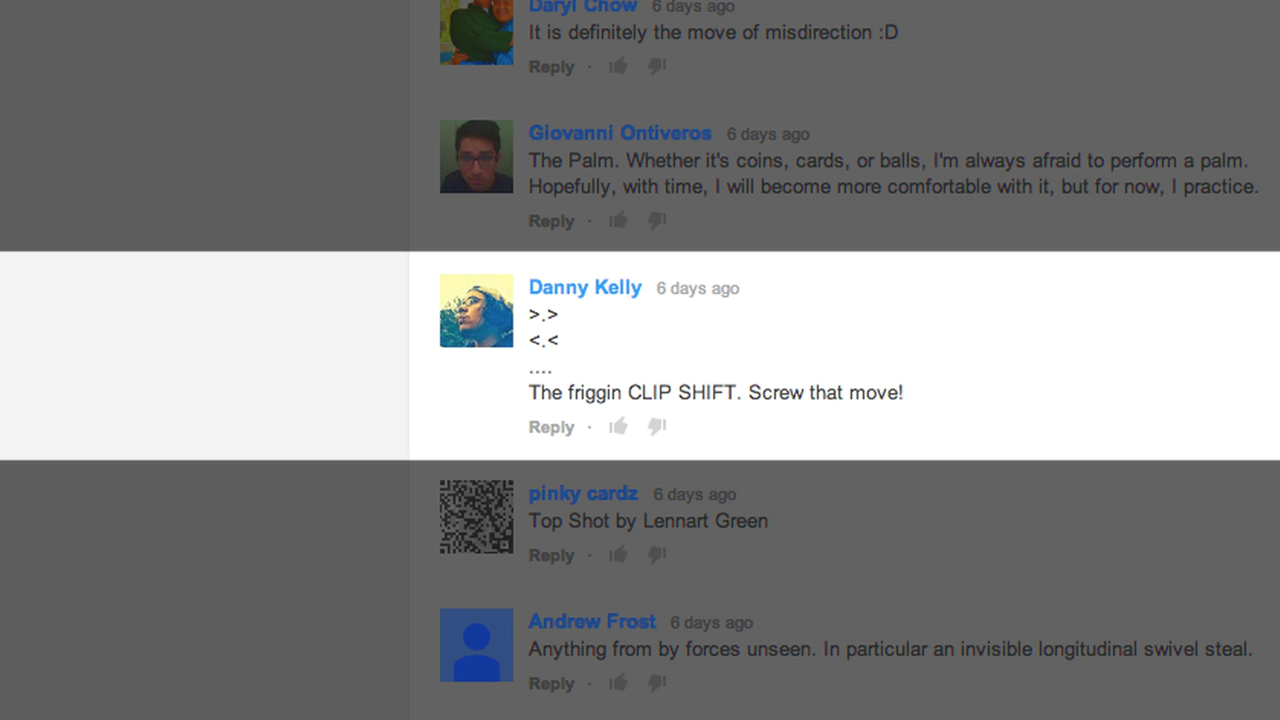 Daryl Chow 6 days ago
It is definitely the move of misdirection :D
Reply ·
Giovanni Ontiveros 6 days ago
The Palm. Whether it's coins, cards, or balls, I'm always afraid to perform a palm.
Hopefully, with time, I will become more comfortable with it, but for now, I practice.
Reply ·
Danny Kelly 6 days ago
>.>
<.<
....
The friggin CLIP SHIFT. Screw that move!
Reply ·
pinky cardz 6 days ago
Top Shot by Lennart Green
Reply ·
Andrew Frost 6 days ago
Anything from by forces unseen. In particular an invisible longitudinal swivel steal.
Reply ·